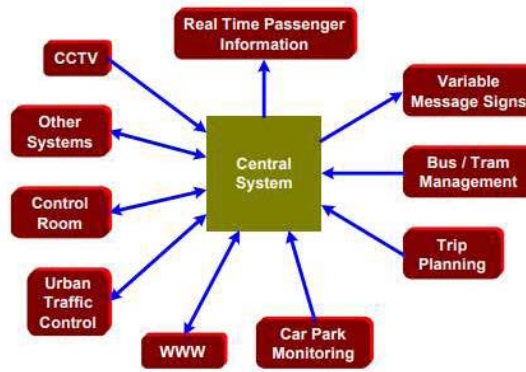 Real Time Passenger
Information
CCTV
Variable
Message Signs
Other
Systems
Central
System
Bus / Tram
Management
Control
Room
Trip
Planning
Urban
Traffic
Control
WWW
Car Park
Monitoring